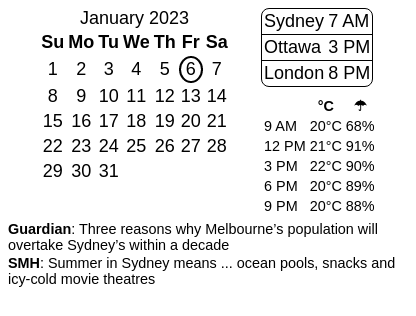 January 2023
Su Mo Tu We Th Fr Sa
1 2 3 4 5 6 7
8 9 10 11 12 13 14
15 16 17 18 19 20 21
22 23 24 25 26 27 28
29 30 31
Sydney 7 AM
Ottawa 3 PM
London 8 PM
°C ☂
9 AM 20°C 68%
12 PM 21°C 91%
3 PM 22°C 90%
6 PM 20°C 89%
9 PM 20°C 88%
Guardian: Three reasons why Melbourne’s population will
overtake Sydney’s within a decade
SMH: Summer in Sydney means ... ocean pools, snacks and
icy-cold movie theatres